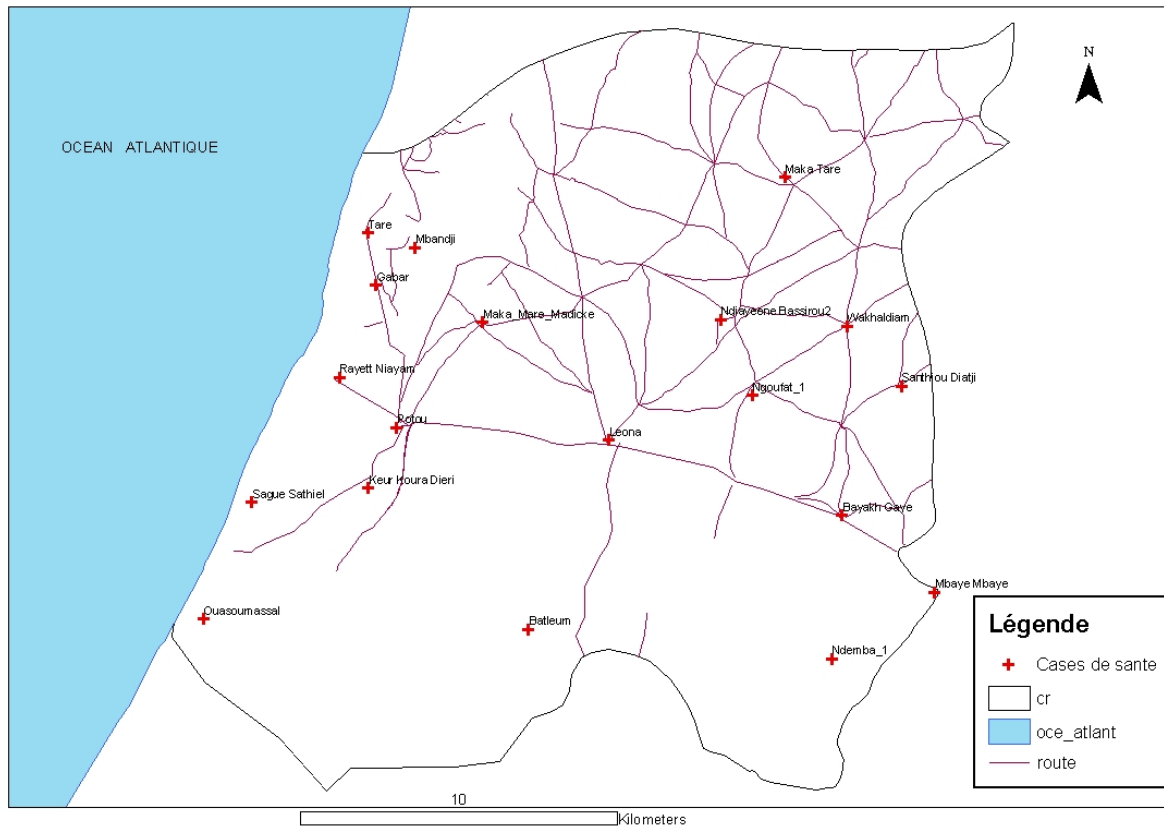 N
OCEAN ATLANTIQUE
Maka Tare
Tare
Mbandji
Gabar
Maka_Mare_Madicke
Ndiayeene Bassirou2
Wakhaldiam
Rayett Niayam
Santhiou Diatji
Ngoufat_1
Potou
Leona
Keur Koura Dieri
Sague Sathiel
Bayakh Gaye
Mbaye Mbaye
Ouasoumassal
Batleum
Ndemba_1
Légende
Cases de sante
cr
oce_atlant
route
10
Kilometers